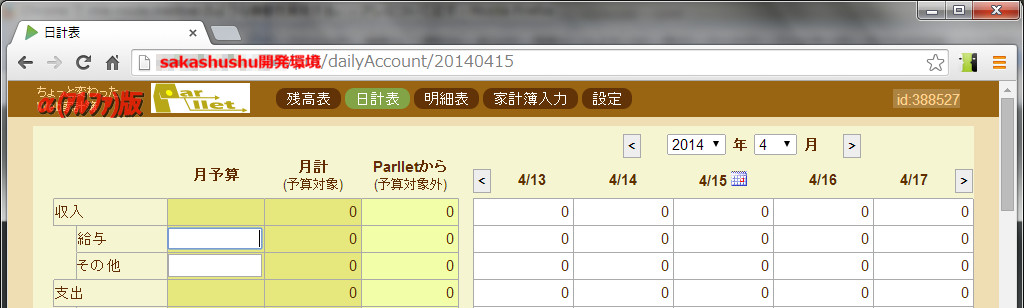 日計表
sakashushu開発環境/dailyAccount/20140415
ちょっと変わった
α(アルファ)版
Parllet
残高表 日計表 明細表 家計簿入力 設定
id:388527
< 2014 年 4 月 >
月予算 月計 Parlletから
(予算対象) (予算対象外)
< 4/13 4/14 4/15 4/16 4/17 >
収入 0 0 0 0 0 0 0
給与 0 0 0 0 0 0 0
その他 0 0 0 0 0 0 0
支出 0 0 0 0 0 0 0